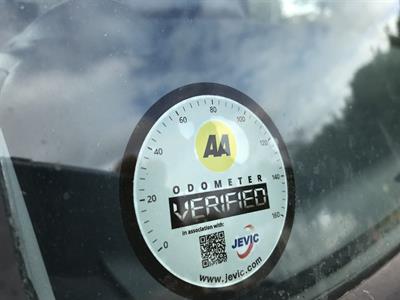 0
20
40
60
80
100
120
140
160
AA
ODOMETER
VERIFIED
in association with:
JEVIC
www.jevic.com